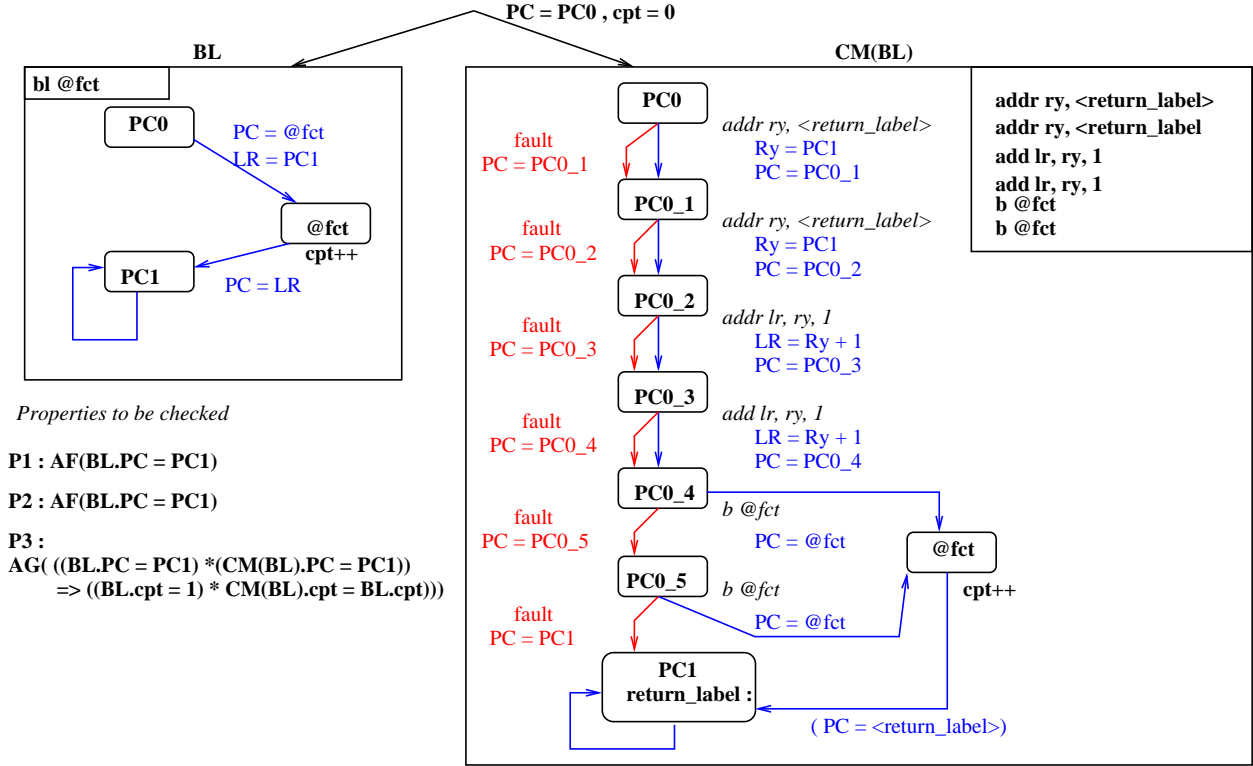 PC = PC0 , cpt = 0
BL
bl @fct
PC0
PC = @fct
LR = PC1
@fct
cpt++
PC1
PC = LR
Properties to be checked
P1 : AF(BL.PC = PC1)
P2 : AF(BL.PC = PC1)
P3 :
AG( ((BL.PC = PC1) *(CM(BL).PC = PC1))
=> ((BL.cpt = 1) * CM(BL).cpt = BL.cpt)))
CM(BL)
addr ry, <return_label>
addr ry, <return_label
add lr, ry, 1
add lr, ry, 1
b @fct
b @fct
PC0
fault
PC = PC0_1
addr ry, <return_label>
Ry = PC1
PC = PC0_1
PC0_1
fault
PC = PC0_2
addr ry, <return_label>
Ry = PC1
PC = PC0_2
PC0_2
fault
PC = PC0_3
addr lr, ry, 1
LR = Ry + 1
PC = PC0_3
PC0_3
fault
PC = PC0_4
add lr, ry, 1
LR = Ry + 1
PC = PC0_4
PC0_4
fault
PC = PC0_5
b @fct
PC = @fct
@fct
cpt++
PC0_5
fault
PC = PC1
b @fct
PC = @fct
PC1
return_label :
( PC = <return_label>)